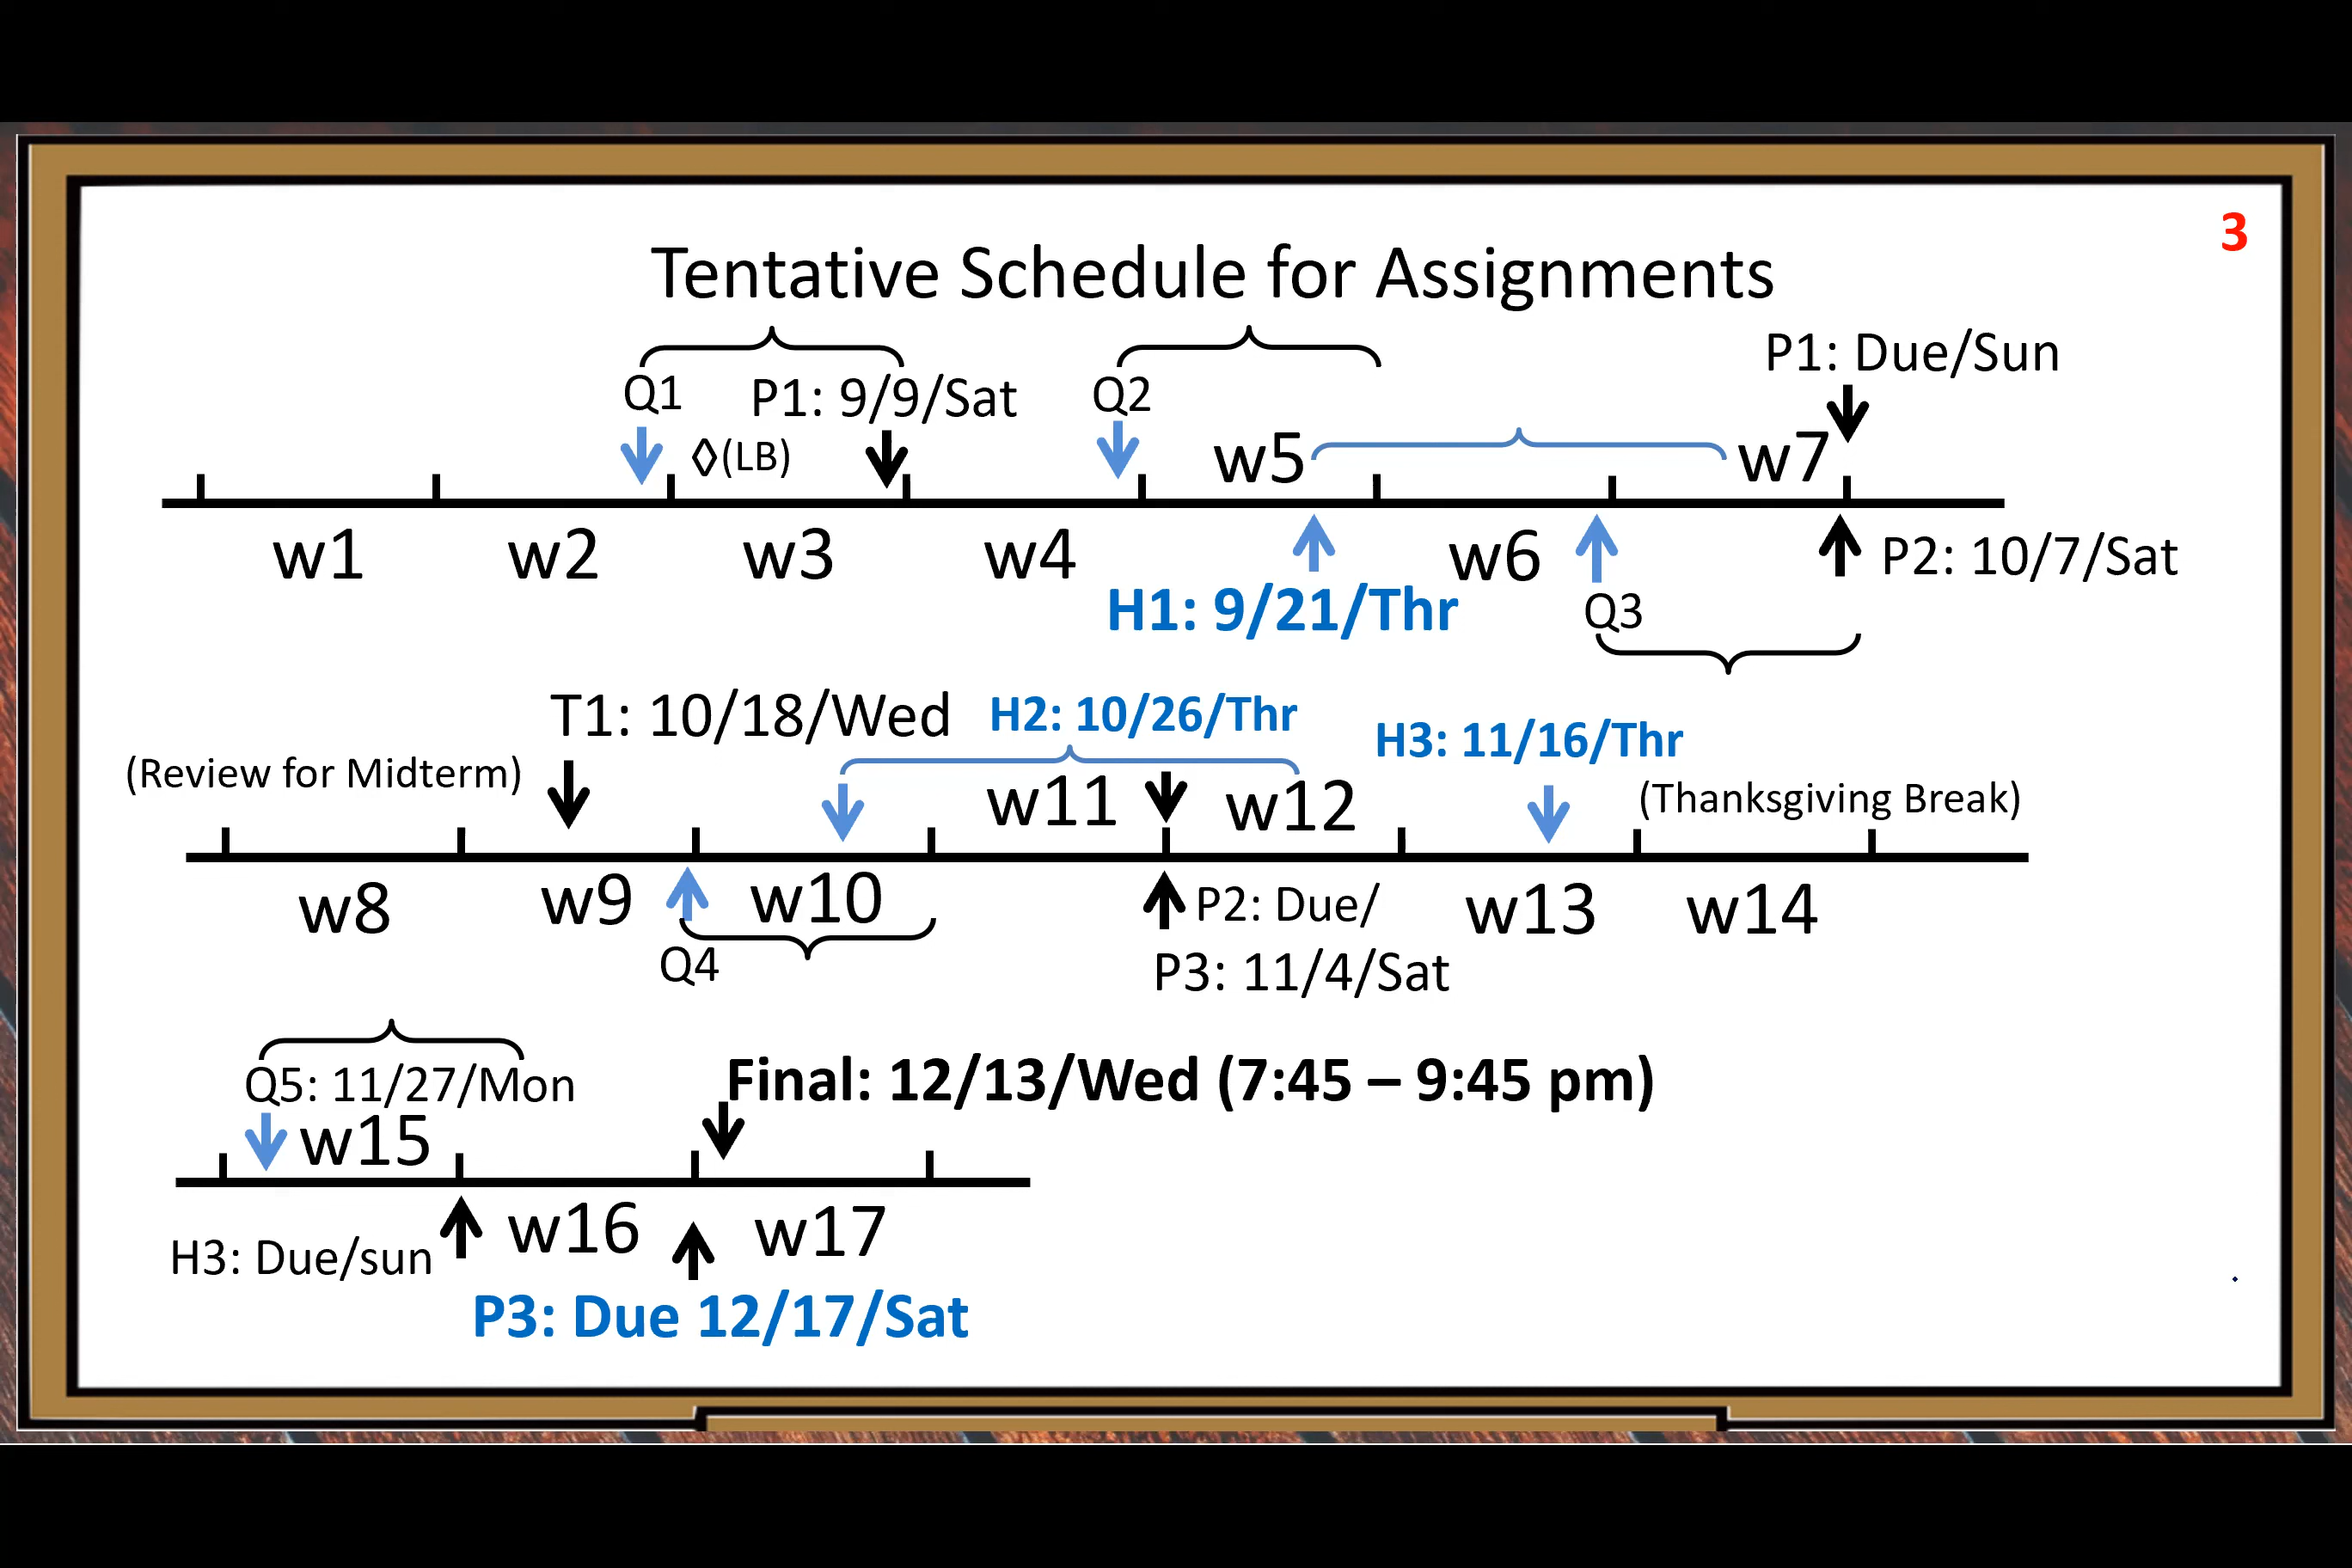 3
Tentative Schedule for Assignments
P1: Due/Sun
Q1 P1: 9/9/Sat Q2
◊(LB) w5 w7
w1 w2 w3 w4 w6 P2: 10/7/Sat
H1: 9/21/Thr Q3
T1: 10/18/Wed H2: 10/26/Thr H3: 11/16/Thr
(Review for Midterm) w11 w12 (Thanksgiving Break)
w8 w9 w10 P2: Due/ w13 w14
Q4 P3: 11/4/Sat
Q5: 11/27/Mon Final: 12/13/Wed (7:45 – 9:45 pm)
w15
H3: Due/sun w16 w17
P3: Due 12/17/Sat